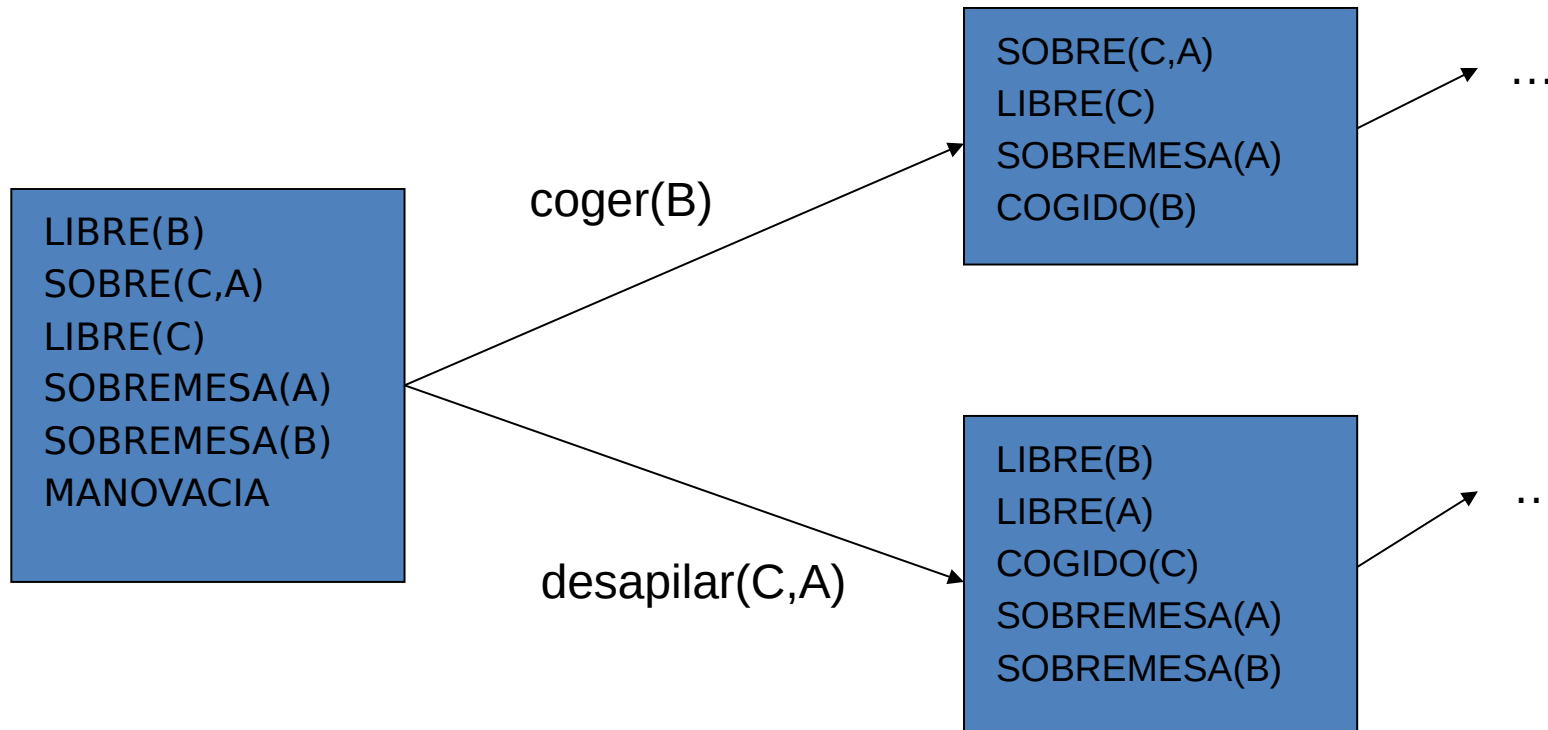 LIBRE(B)
SOBRE(C,A)
LIBRE(C)
SOBREMESA(A)
SOBREMESA(B)
MANOVACIA
coger(B)
SOBRE(C,A)
LIBRE(C)
SOBREMESA(A)
COGIDO(B)
...
desapilar(C,A)
LIBRE(B)
LIBRE(A)
COGIDO(C)
SOBREMESA(A)
SOBREMESA(B)
..